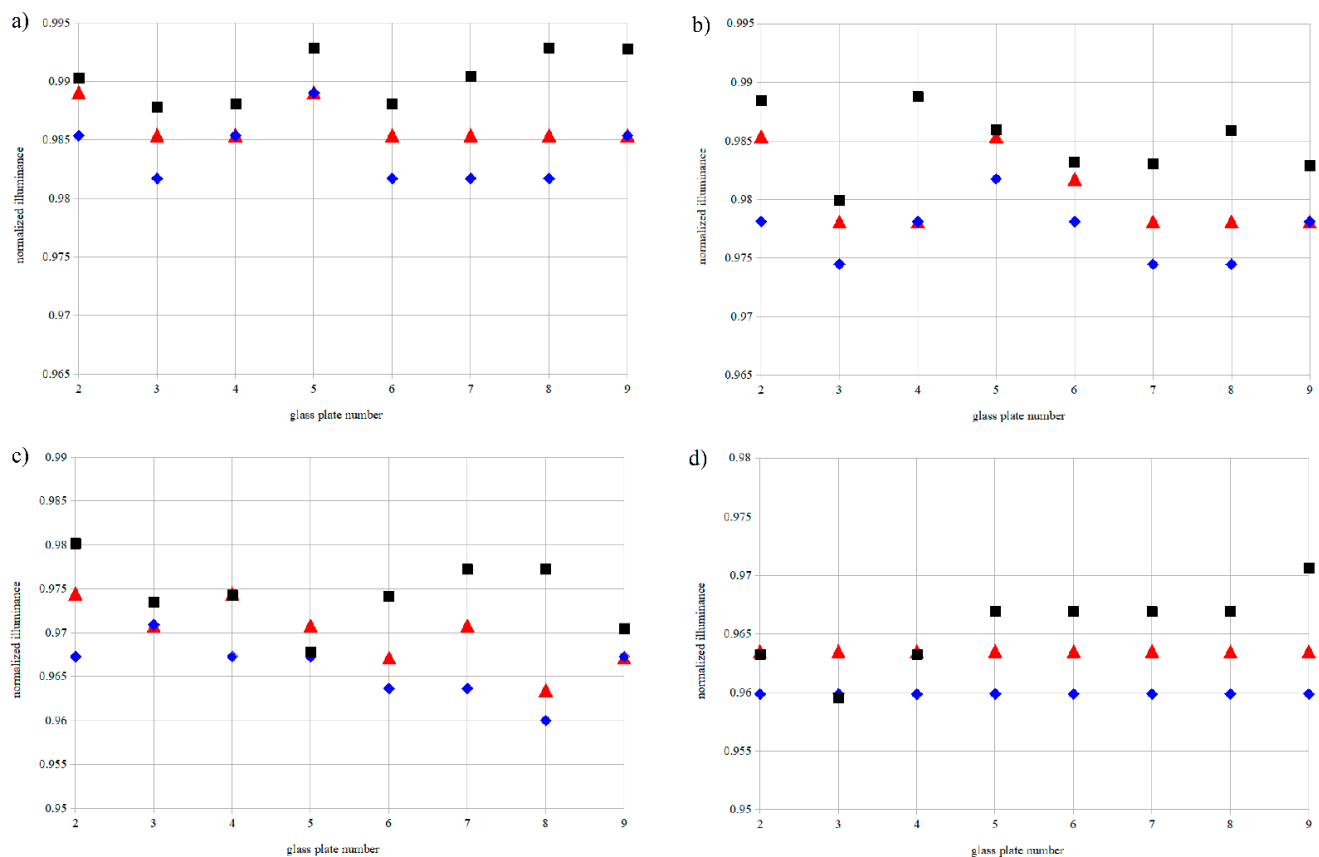 a)
0.995
0.99
0.985
0.98
0.975
0.97
0.965
normalized illuminance
2 3 4 5 6 7 8 9
glass plate number
b)
0.995
0.99
0.985
0.98
0.975
0.97
0.965
normalized illuminance
2 3 4 5 6 7 8 9
glass plate number
c)
0.99
0.985
0.98
0.975
0.97
0.965
0.96
0.955
0.95
normalized illuminance
2 3 4 5 6 7 8 9
glass plate number
d)
0.98
0.975
0.97
0.965
0.96
0.955
0.95
normalized illuminance
2 3 4 5 6 7 8 9
glass plate number